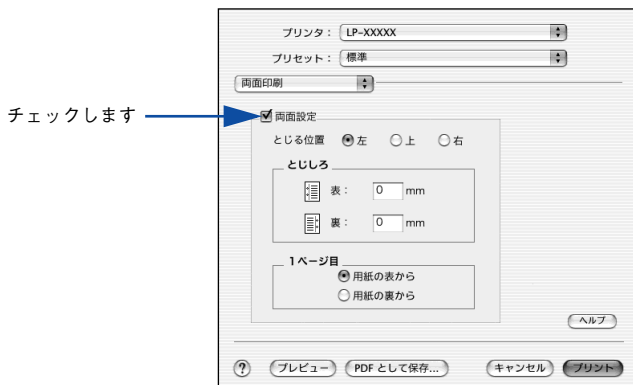 プリンタ： LP-XXXXX
プリセット： 標準
両面印刷
チェックします
両面設定
とじる位置 左 上 右
とじしろ
表： 0 mm
裏： 0 mm
1ページ目
用紙の表から
用紙の裏から
ヘルプ
? プレビュー PDF として保存... キャンセル プリント